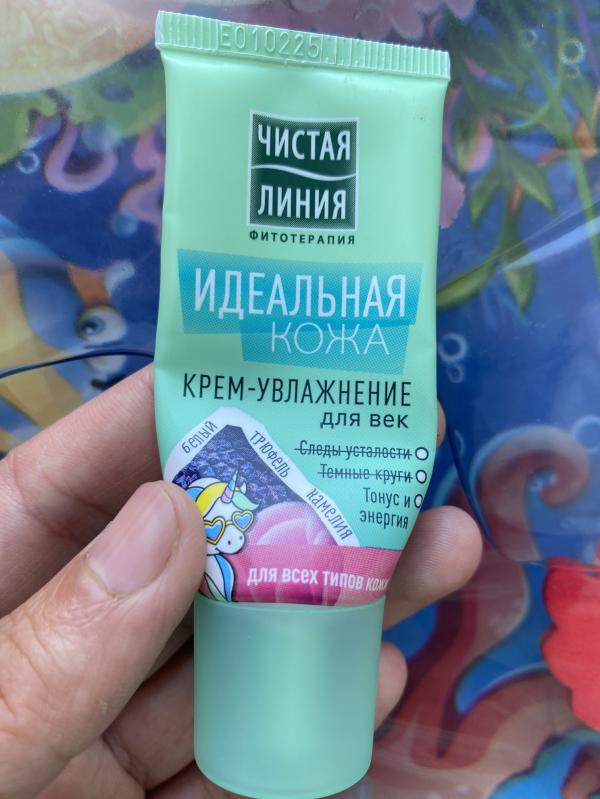 E010225
ЧИСТАЯ
ЛИНИЯ
ФИТОТЕРАПИЯ
ИДЕАЛЬНАЯ
КОЖА
КРЕМ-УВЛАЖНЕНИЕ
для век
белый
трюфель
камелия
Следы усталости
Темные круги
Тонус и
энергия
для всех типов кожи